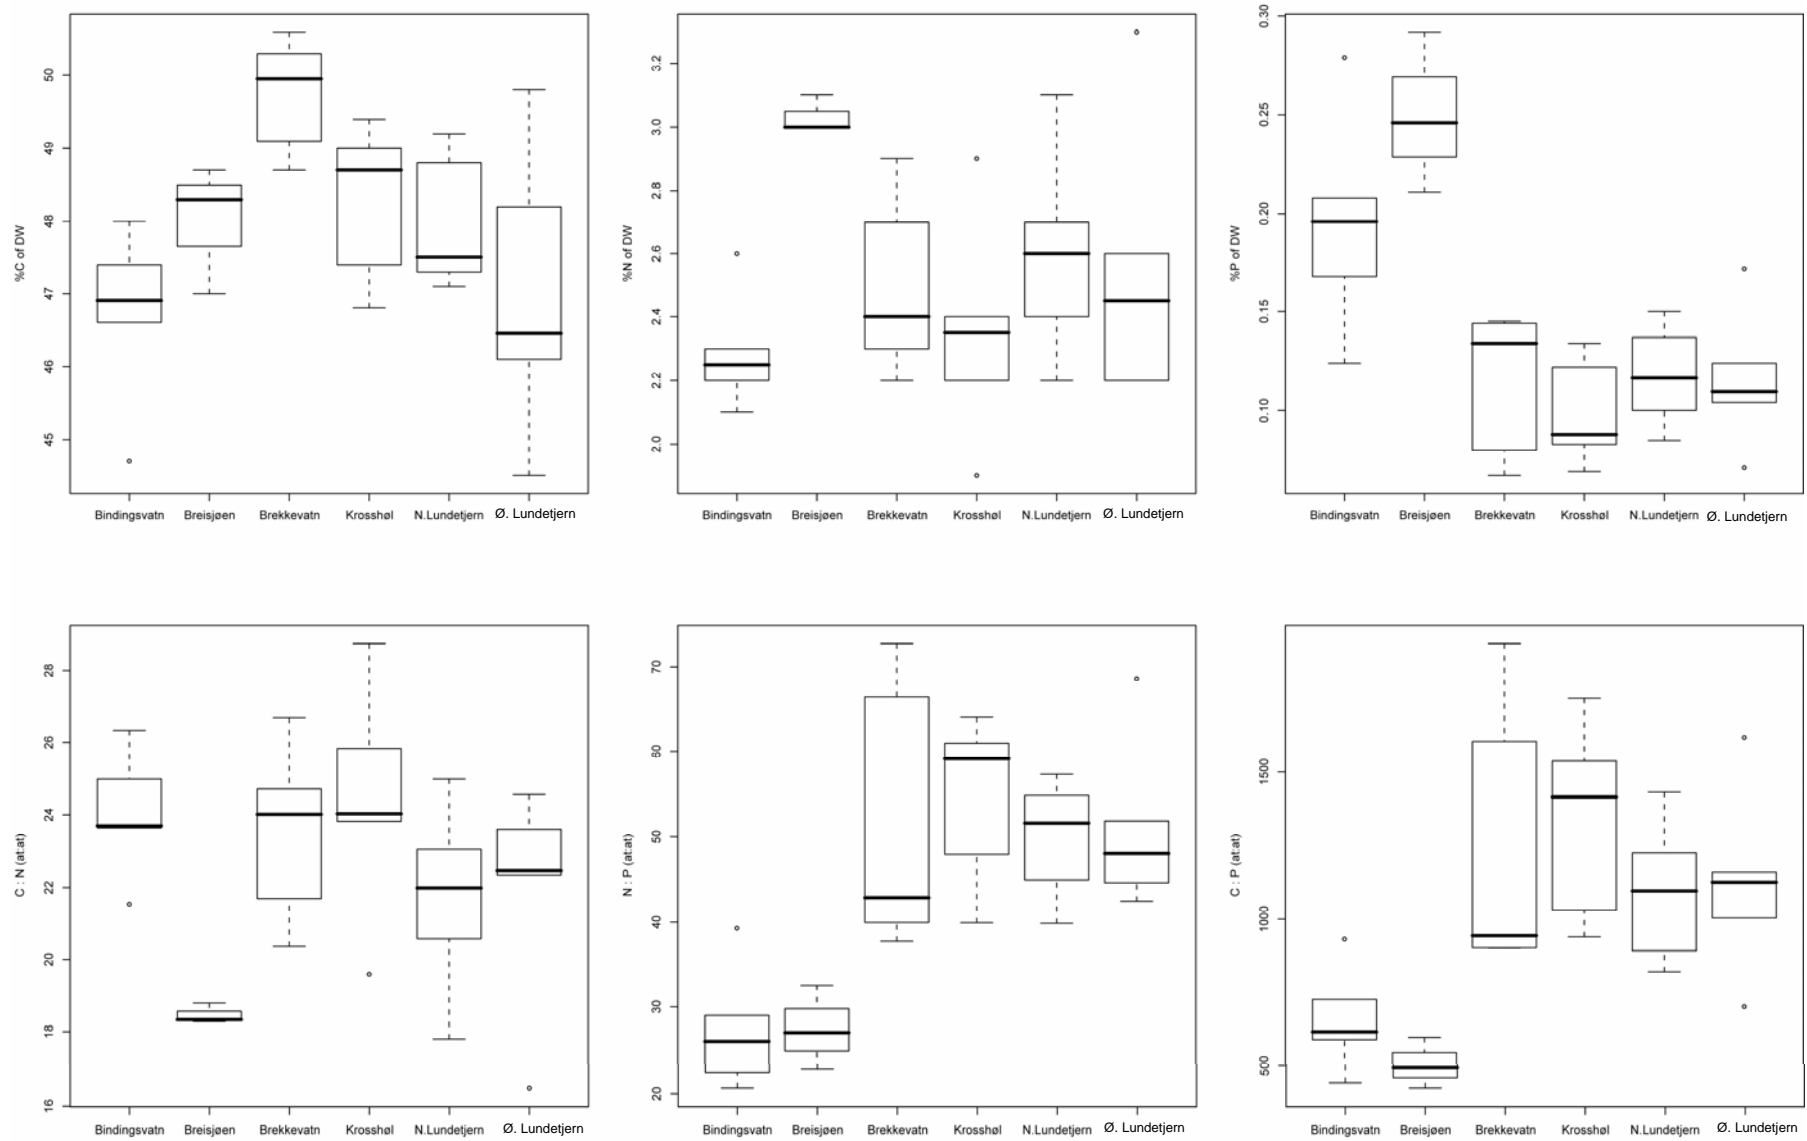 %C of DW
50
49
48
47
46
45
Bindingsvatn Breisjøen Brekkevatn Krosshøl N.Lundetjern Ø. Lundetjern
%N of DW
3.2
3.0
2.8
2.6
2.4
2.2
2.0
Bindingsvatn Breisjøen Brekkevatn Krosshøl N.Lundetjern Ø. Lundetjern
%P of DW
0.30
0.25
0.20
0.15
0.10
Bindingsvatn Breisjøen Brekkevatn Krosshøl N.Lundetjern Ø. Lundetjern
C : N (at:at)
28
26
24
22
20
18
16
Bindingsvatn Breisjøen Brekkevatn Krosshøl N.Lundetjern Ø. Lundetjern
N : P (at:at)
70
60
50
40
30
20
Bindingsvatn Breisjøen Brekkevatn Krosshøl N.Lundetjern Ø. Lundetjern
C : P (at:at)
1500
1000
500
Bindingsvatn Breisjøen Brekkevatn Krosshøl N.Lundetjern Ø. Lundetjern